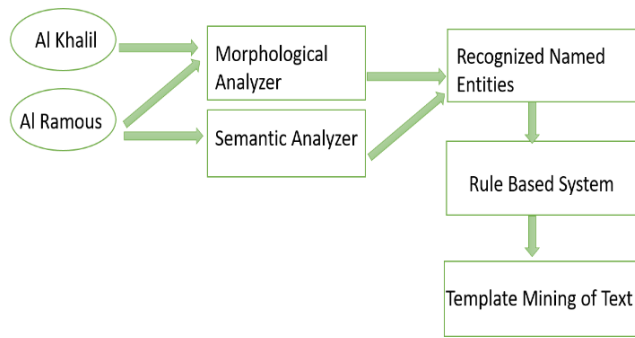 Al Khalil
Al Ramous
Morphological
Analyzer
Semantic Analyzer
Recognized Named
Entities
Rule Based System
Template Mining of Text